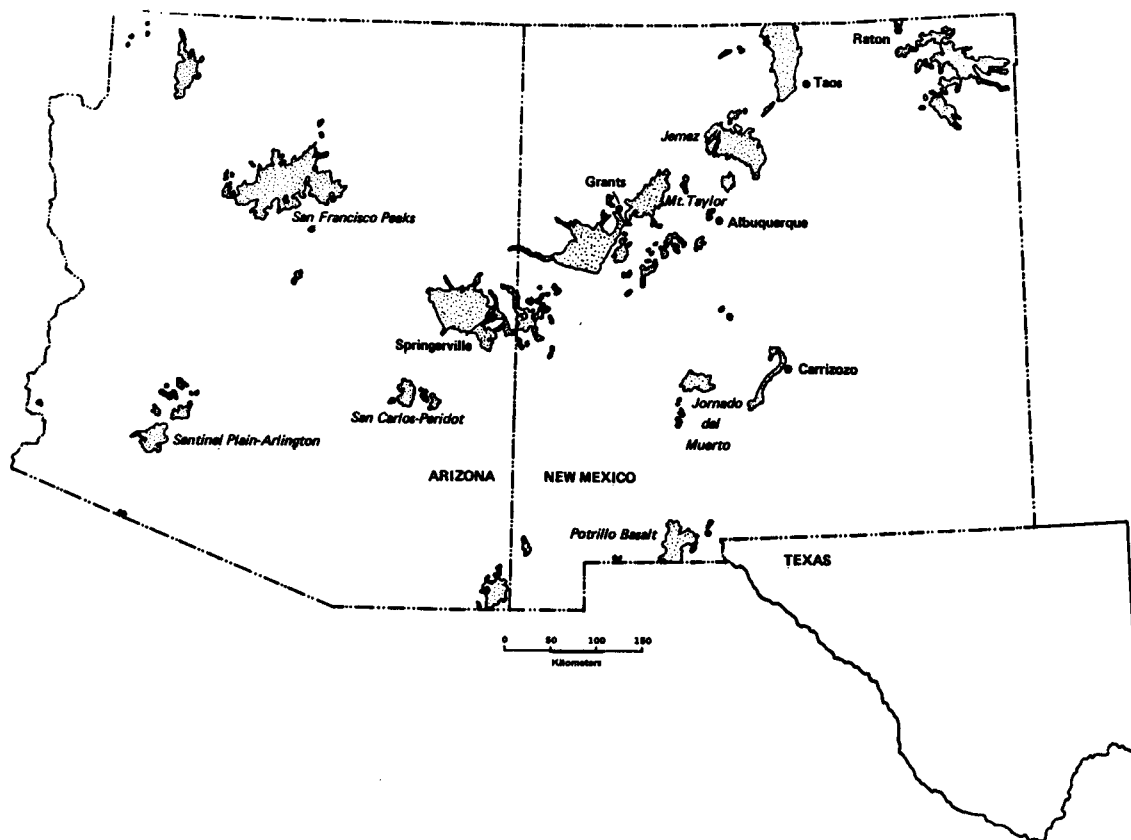 Raton
Taos
Jemez
Grants
Mt. Taylor
San Francisco Peaks
Albuquerque
Springerville
Carrizozo
San Carlos-Peridot
Jornado
del
Muerto
Sentinel Plain-Arlington
ARIZONA
NEW MEXICO
Potrillo Basalt
TEXAS
0 50 100 150
Kilometers